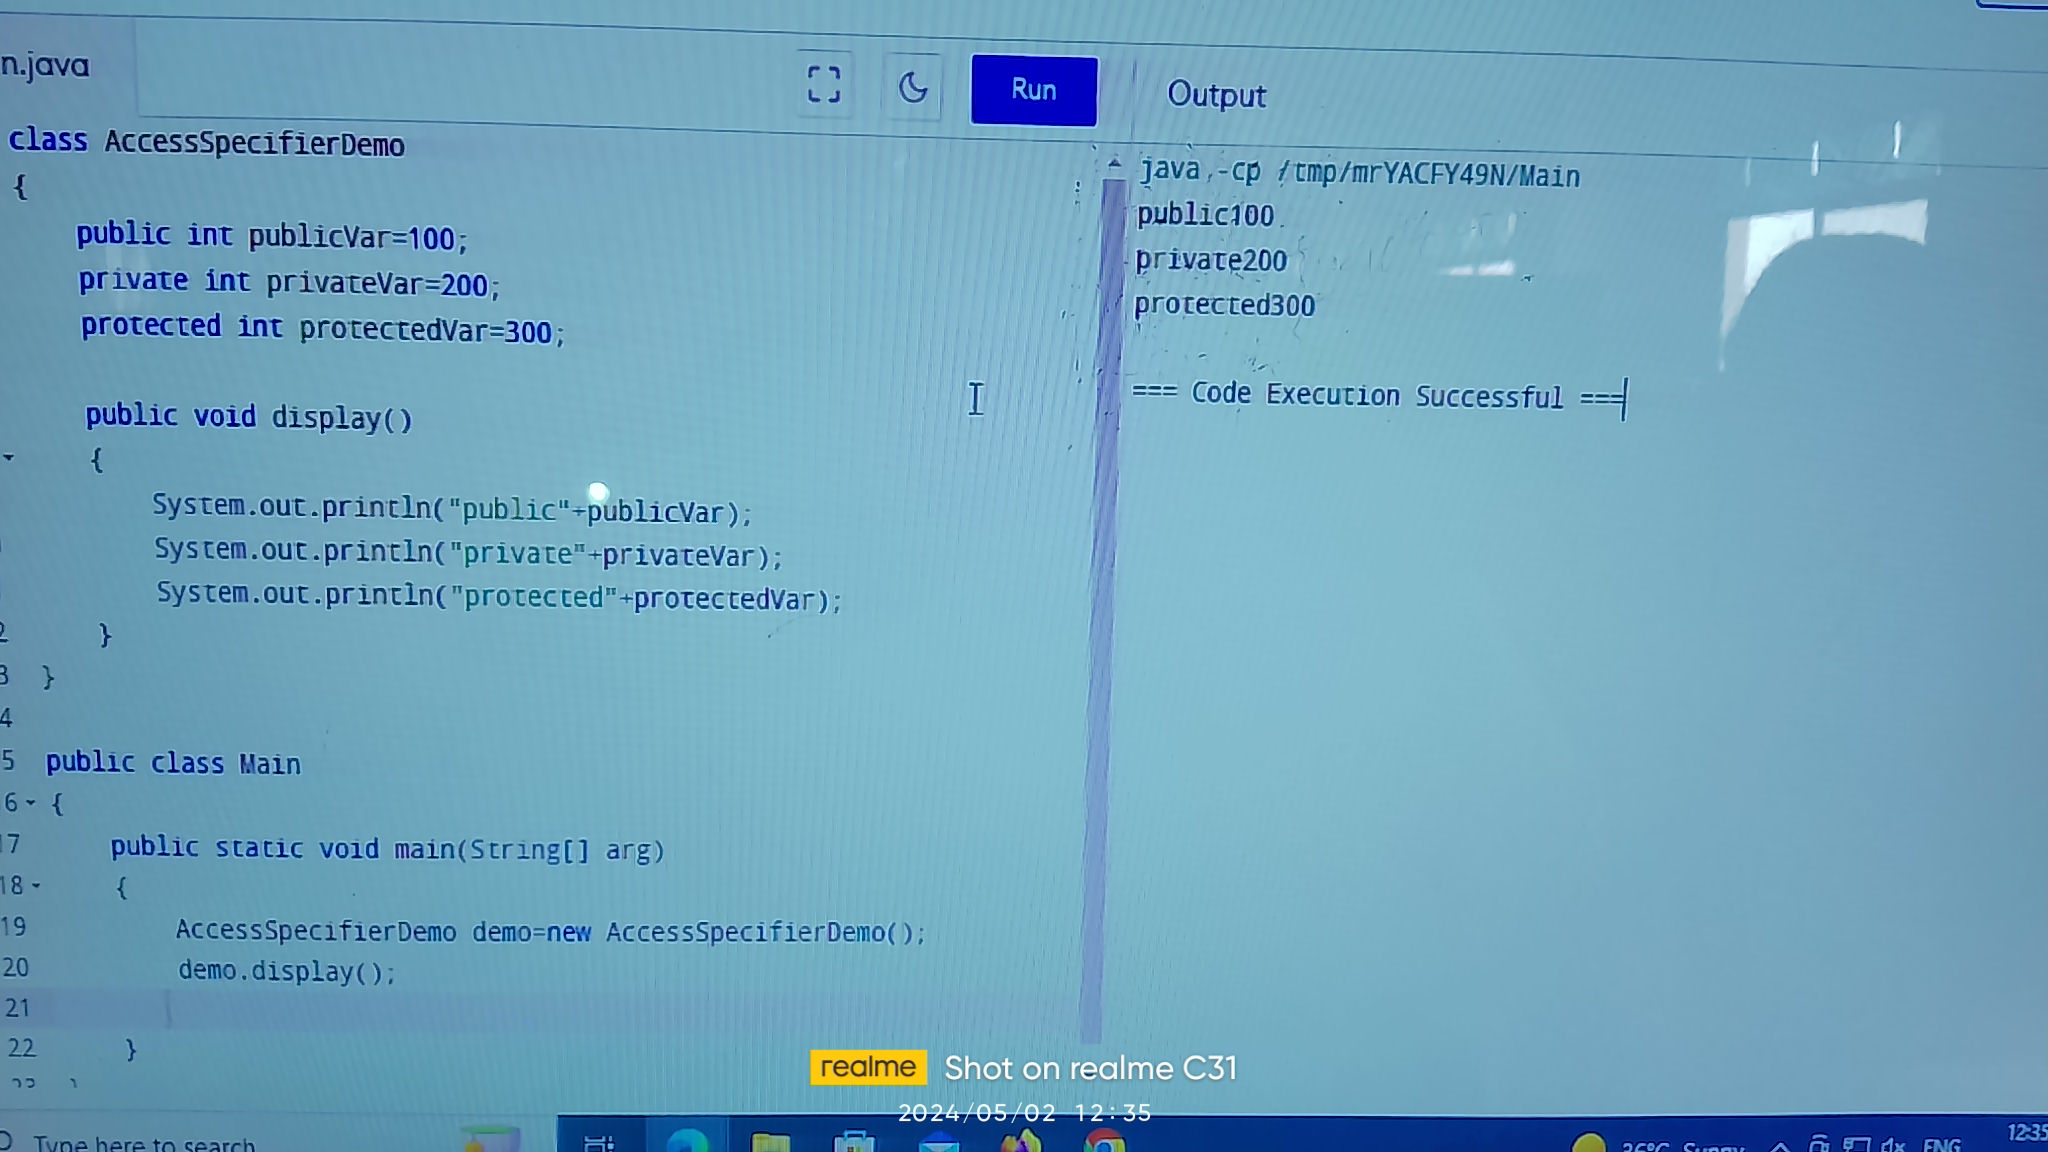 n.java
Run
Output
class AccessSpecifierDemo
{
public int publicVar=100;
private int privateVar=200;
protected int protectedVar=300;
public void display()
{
System.out.println("public"+publicVar);
System.out.println("private"+privateVar);
System.out.println("protected"+protectedVar);
2 }
3 }
4
5 public class Main
6 {
17 public static void main(String[] arg)
18 {
19 AccessSpecifierDemo demo=new AccessSpecifierDemo();
20 demo.display();
21
22 }
java -cp /tmp/mrYACFY49N/Main
public100
private200
protected300
=== Code Execution Successful ===
realme Shot on realme C31
2024/05/02 12:35
Type here to search
ENG
12:35